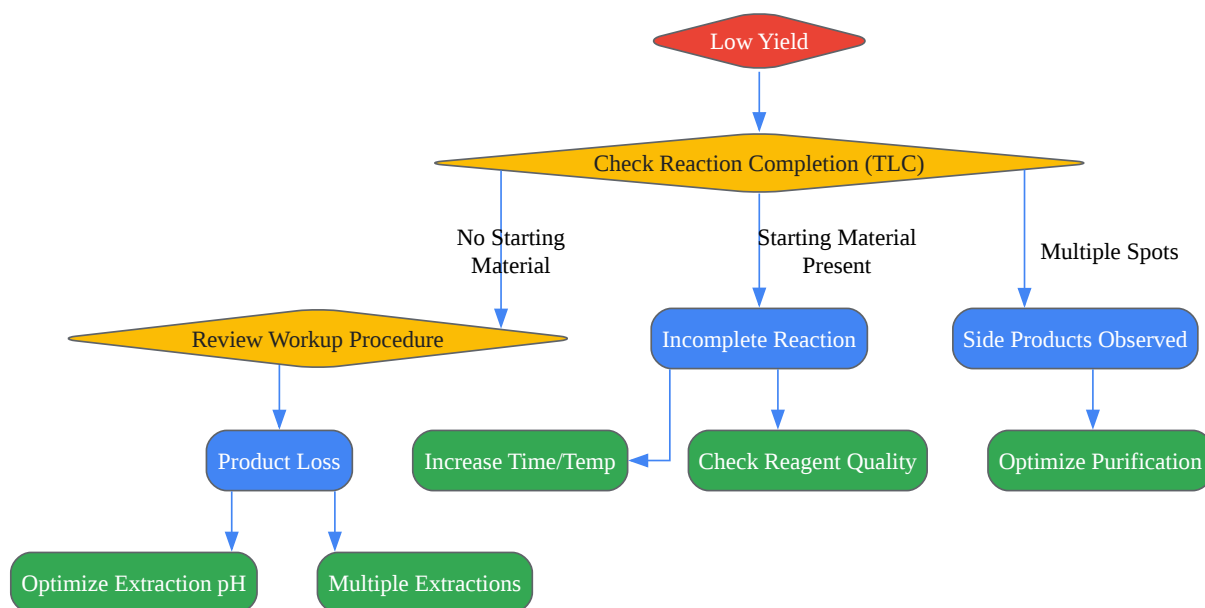 Low Yield
Check Reaction Completion (TLC)
No Starting
Material
Starting Material
Present
Multiple Spots
Review Workup Procedure
Incomplete Reaction
Side Products Observed
Product Loss
Increase Time/Temp
Check Reagent Quality
Optimize Purification
Optimize Extraction pH
Multiple Extractions